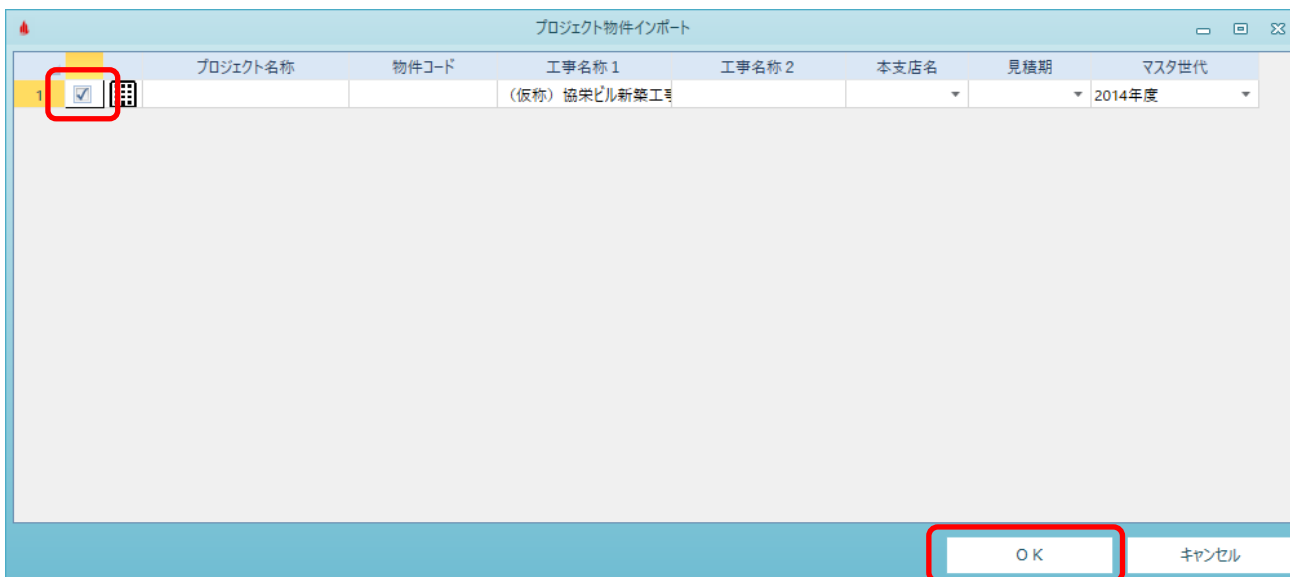 プロジェクト物件インポート
プロジェクト名称 物件コード 工事名称１ 工事名称２ 本支店名 見積期 マスタ世代
1 （仮称）協栄ビル新築工事 2014年度
ＯＫ キャンセル